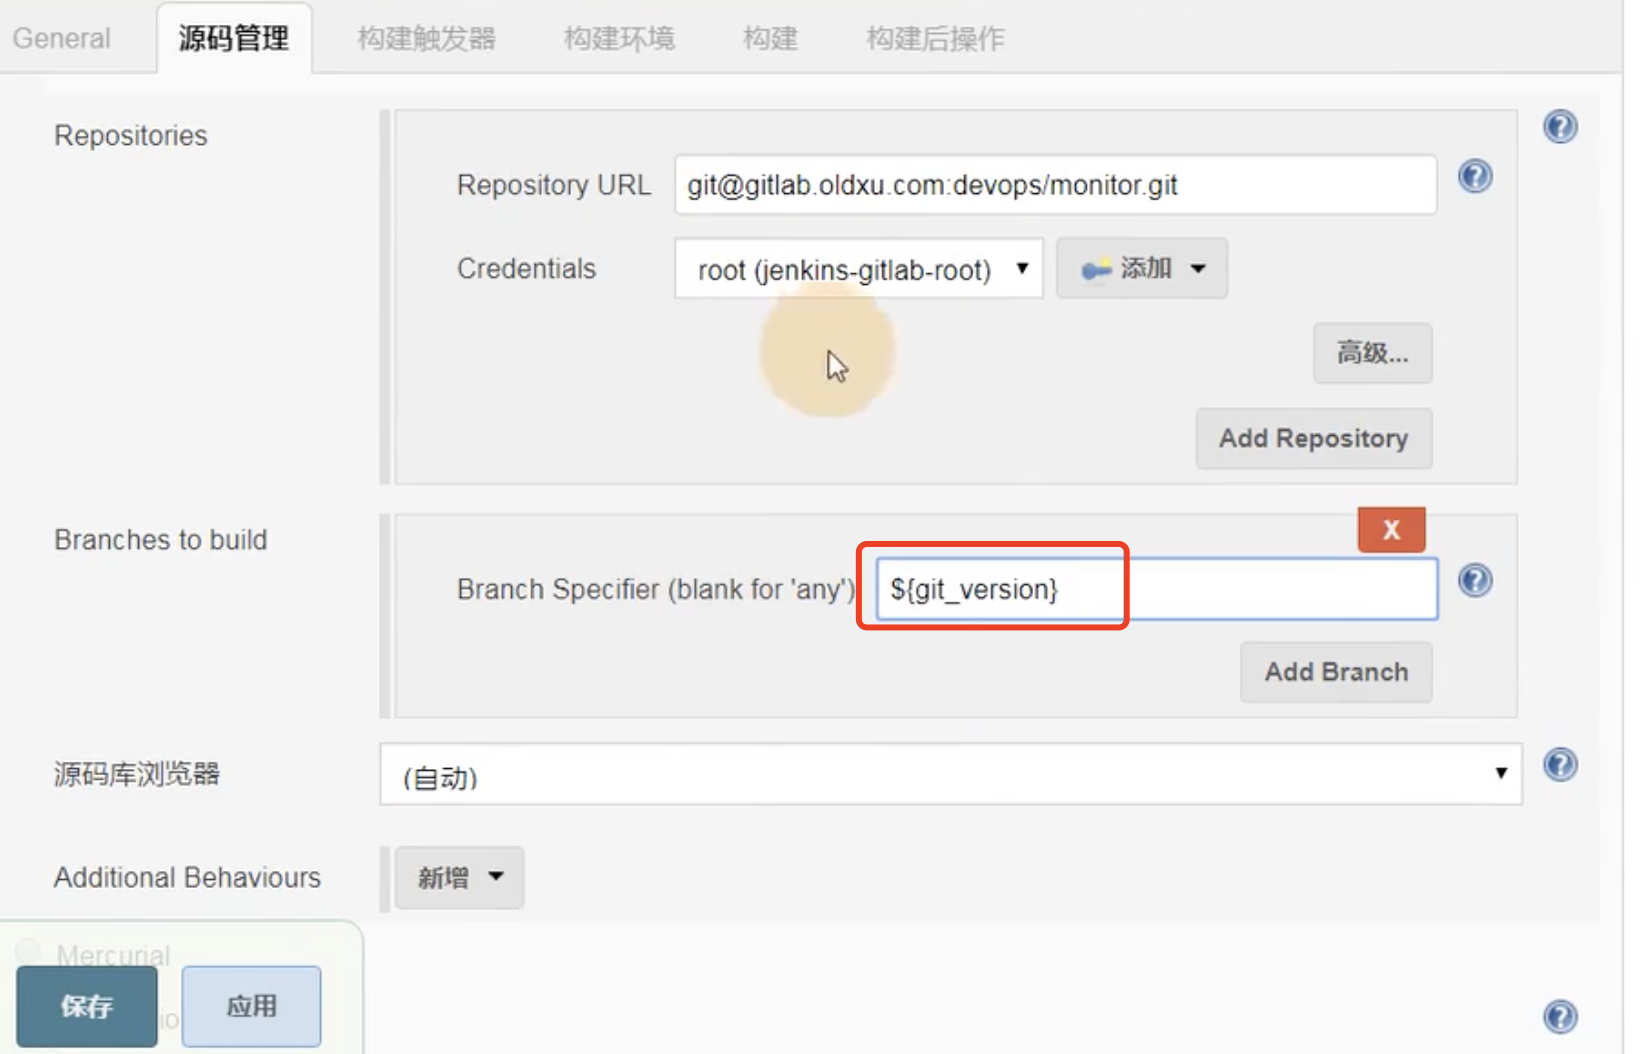 General 源码管理 构建触发器 构建环境 构建 构建后操作
Repositories
Repository URL git@gitlab.oldxu.com:devops/monitor.git
Credentials root (jenkins-gitlab-root) 添加
高级...
Add Repository
Branches to build
X
Branch Specifier (blank for 'any') ${git_version}
Add Branch
源码库浏览器 (自动)
Additional Behaviours 新增
Mercurial
保存 应用